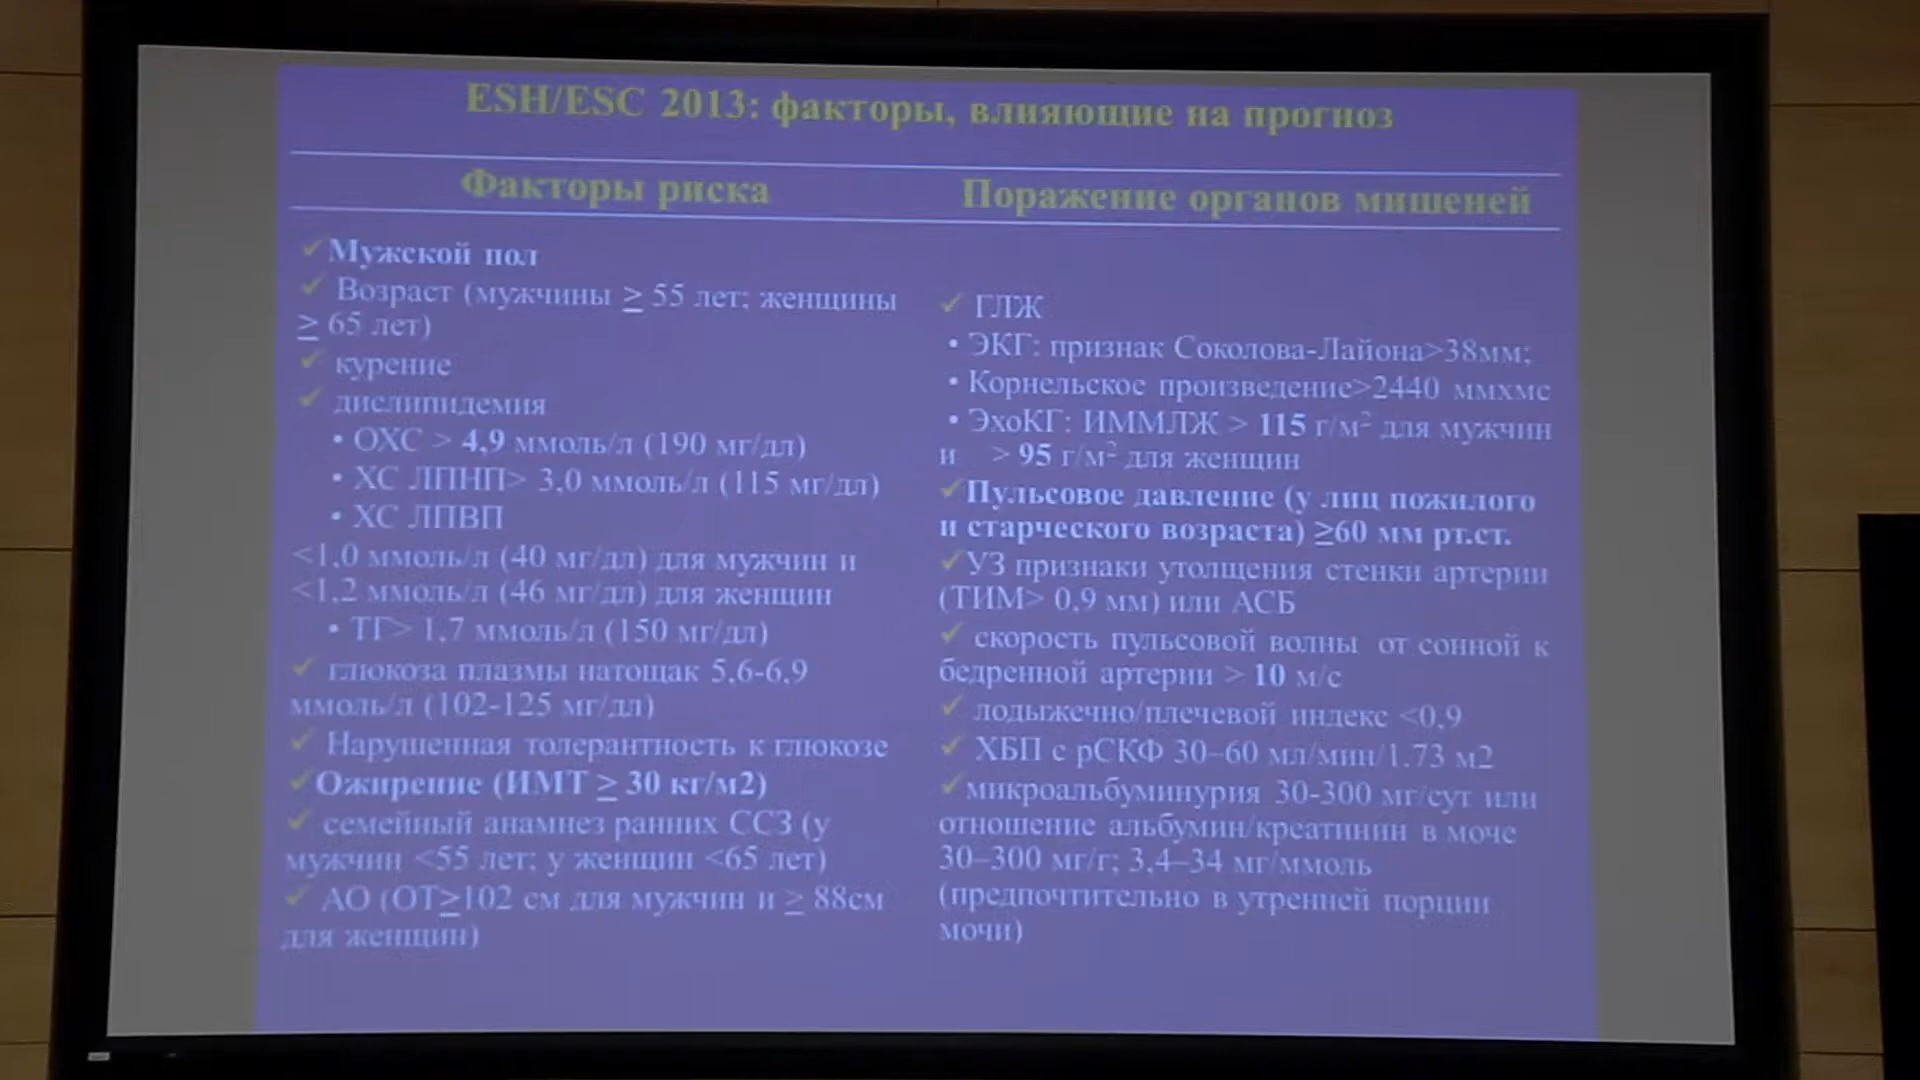 ESH/ESC 2013: факторы, влияющие на прогноз
Факторы риска
✓Мужской пол
✓ Возраст (мужчины ≥ 55 лет; женщины
≥ 65 лет)
✓ курение
✓ дислипидемия
• ОХС > 4,9 ммоль/л (190 мг/дл)
• ХС ЛПНП> 3,0 ммоль/л (115 мг/дл)
• ХС ЛПВП
<1,0 ммоль/л (40 мг/дл) для мужчин и
<1,2 ммоль/л (46 мг/дл) для женщин
• ТГ> 1,7 ммоль/л (150 мг/дл)
✓ глюкоза плазмы натощак 5,6-6,9
ммоль/л (102-125 мг/дл)
✓ Нарушенная толерантность к глюкозе
✓Ожирение (ИМТ ≥ 30 кг/м2)
✓ семейный анамнез ранних ССЗ (у
мужчин <55 лет; у женщин <65 лет)
✓ АО (ОТ≥102 см для мужчин и ≥ 88см
для женщин)
Поражение органов мишеней
✓ ГЛЖ
• ЭКГ: признак Соколова-Лайона>38мм;
• Корнельское произведение>2440 ммхмс
• ЭхоКГ: ИММЛЖ > 115 г/м² для мужчин
и > 95 г/м² для женщин
✓Пульсовое давление (у лиц пожилого
и старческого возраста) ≥60 мм рт.ст.
✓УЗ признаки утолщения стенки артерии
(ТИМ> 0,9 мм) или АСБ
✓ скорость пульсовой волны от сонной к
бедренной артерии > 10 м/с
✓ лодыжечно/плечевой индекс <0,9
✓ ХБП с рСКФ 30–60 мл/мин/1.73 м2
✓микроальбуминурия 30-300 мг/сут или
отношение альбумин/креатинин в моче
30–300 мг/г; 3,4–34 мг/ммоль
(предпочтительно в утренней порции
мочи)